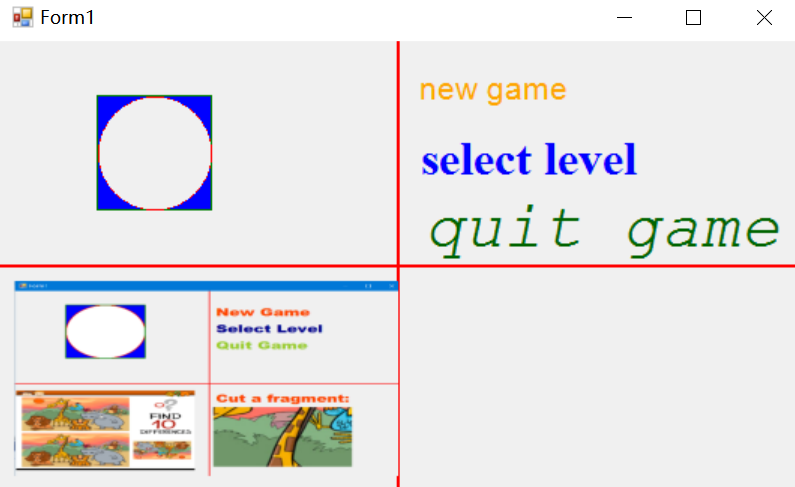 Form1
new game
select level
quit game
New Game
Select Level
Quit Game
FIND
10
DIFFERENCES
Cut a fragment: